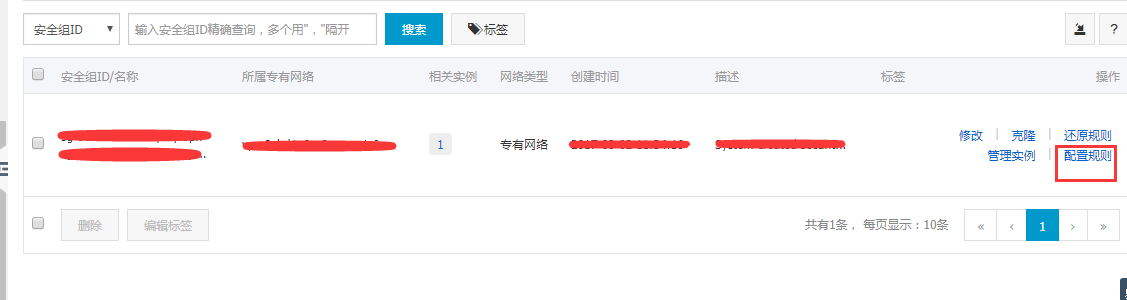 安全组ID
输入安全组ID精确查询，多个用"，"隔开
搜索
标签
?
安全组ID/名称 所属专有网络 相关实例 网络类型 创建时间 描述 标签 操作
1 专有网络
修改 | 克隆 | 还原规则
管理实例 | 配置规则
删除 编辑标签 共有1条， 每页显示：10条 « ‹ 1 › »